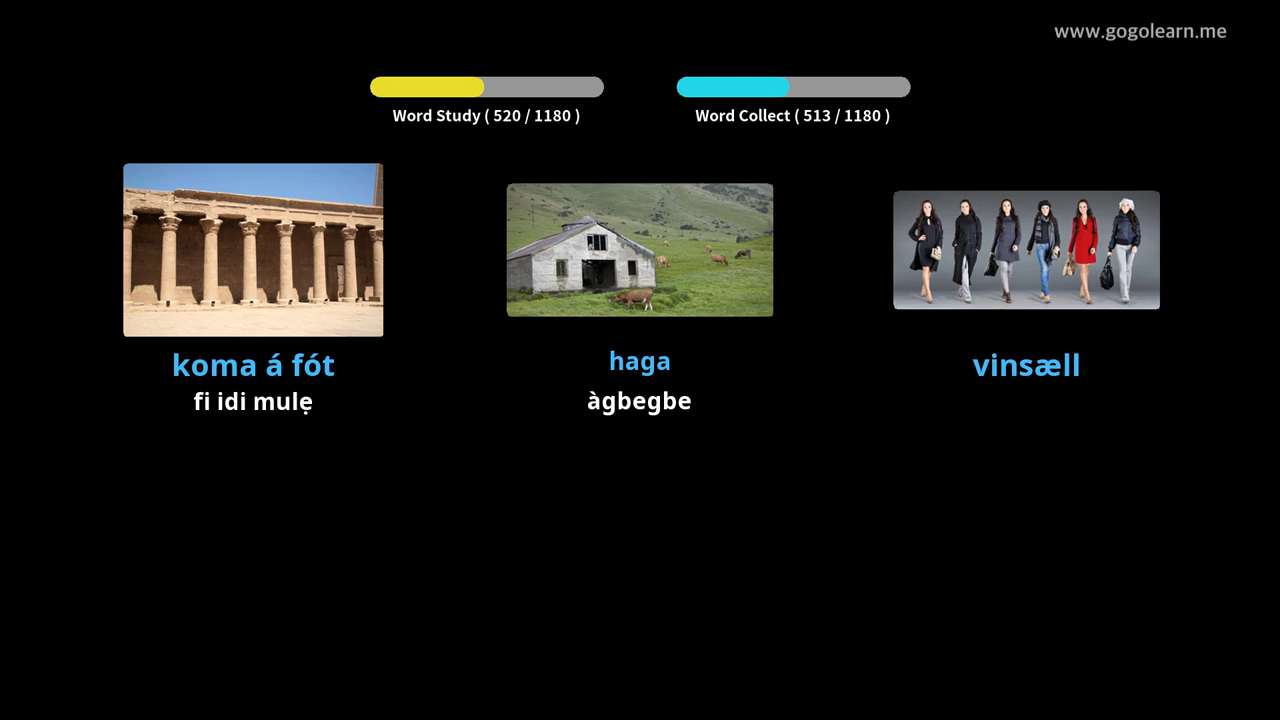 www.gogolearn.me
Word Study ( 520 / 1180 )
Word Collect ( 513 / 1180 )
koma á fót
fi idi mulẹ
haga
àgbegbe
vinsæll